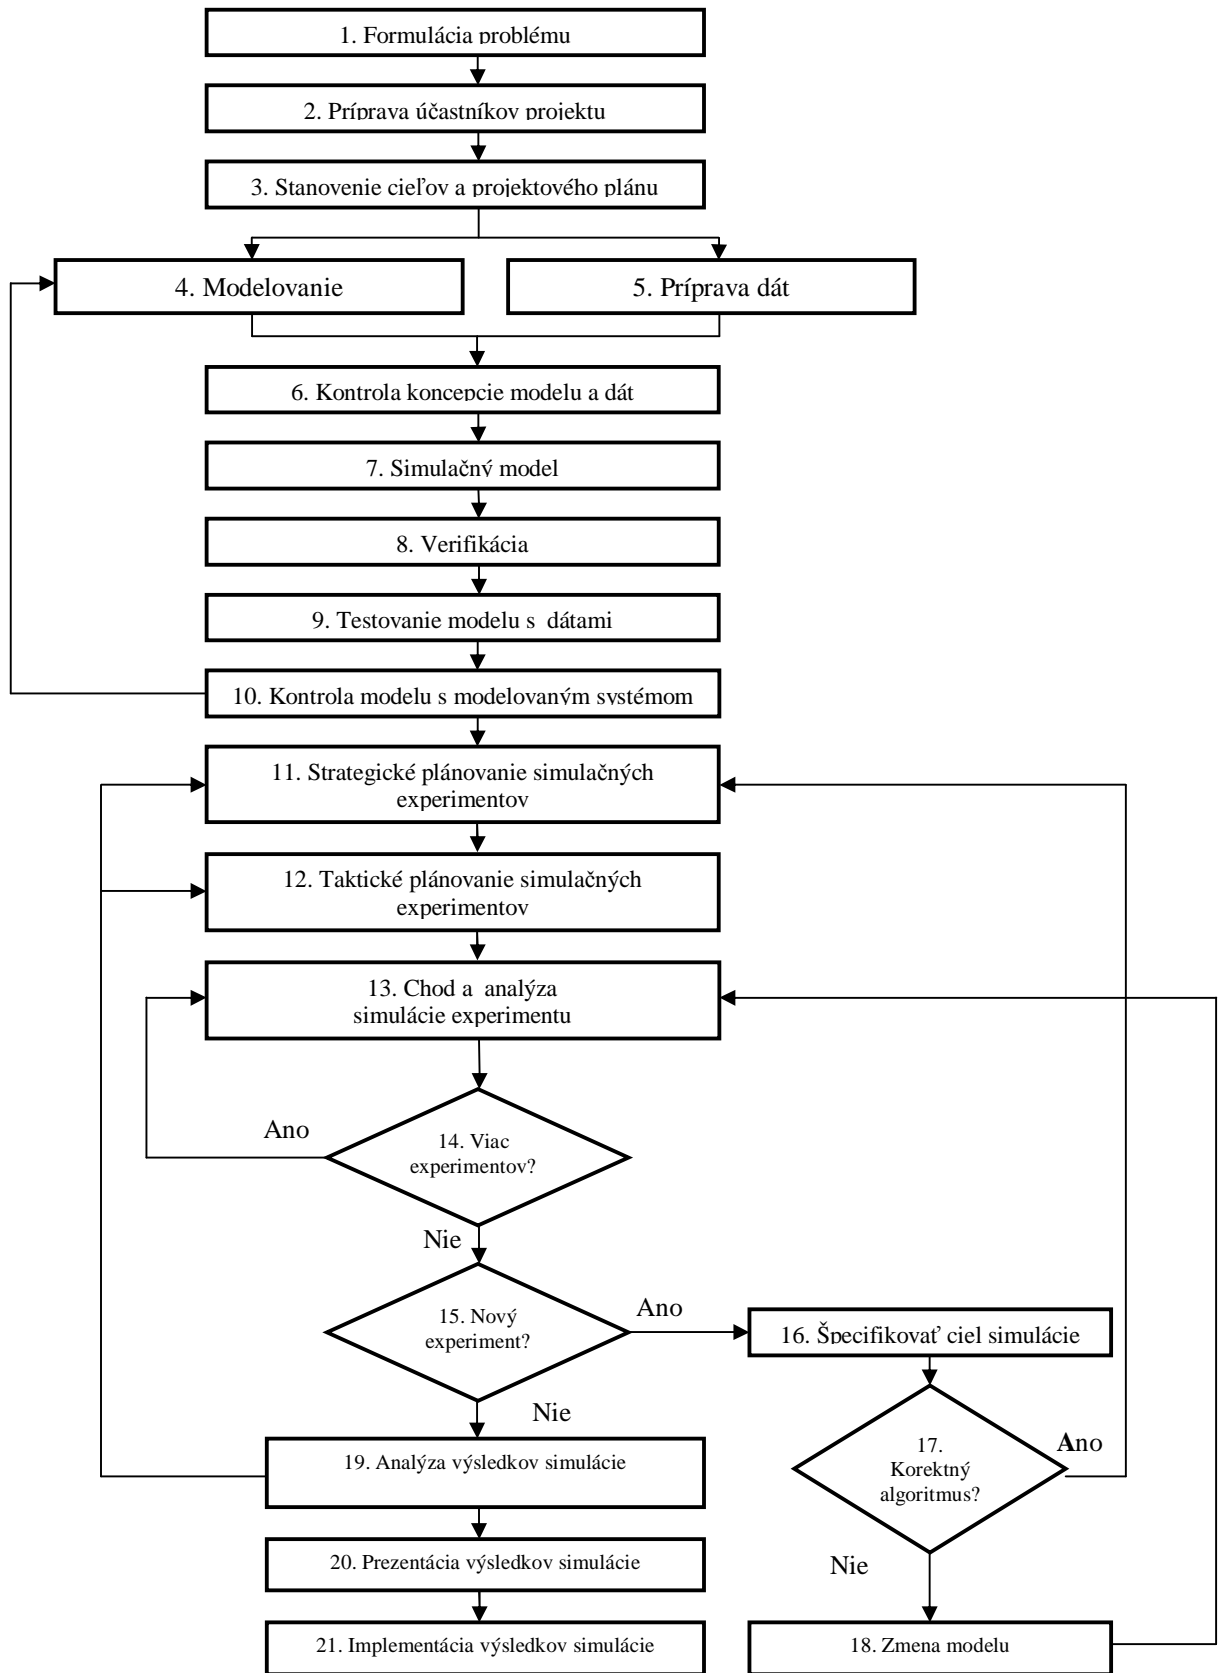 1. Formulácia problému
2. Príprava účastníkov projektu
3. Stanovenie cieľov a projektového plánu
4. Modelovanie
5. Príprava dát
6. Kontrola koncepcie modelu a dát
7. Simulačný model
8. Verifikácia
9. Testovanie modelu s dátami
10. Kontrola modelu s modelovaným systémom
11. Strategické plánovanie simulačných
experimentov
12. Taktické plánovanie simulačných
experimentov
13. Chod a analýza
simulácie experimentu
Ano
14. Viac
experimentov?
Nie
15. Nový
experiment?
Ano
16. Špecifikovať ciel simulácie
Nie
17.
Korektný
algoritmus?
Ano
19. Analýza výsledkov simulácie
20. Prezentácia výsledkov simulácie
Nie
21. Implementácia výsledkov simulácie
18. Zmena modelu